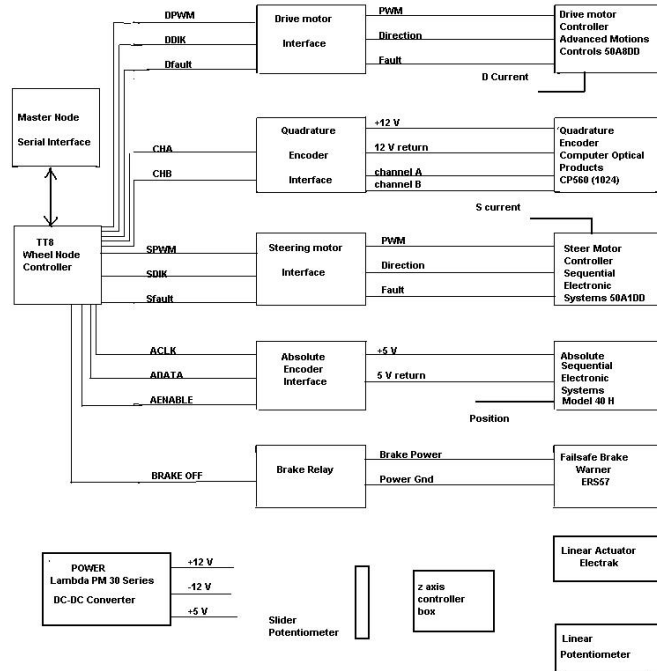 DPWM
DDIK
Dfault
Drive motor
Interface
PWM
Direction
Fault
Drive motor
Controller
Advanced Motions
Controls 50A8DD
D Current
Master Node
Serial Interface
CHA
CHB
Quadrature
Encoder
Interface
+12 V
12 V return
channel A
channel B
Quadrature
Encoder
Computer Optical
Products
CP560 (1024)
S current
TT8
Wheel Node
Controller
SPWM
SDIK
Sfault
Steering motor
Interface
PWM
Direction
Fault
Steer Motor
Controller
Sequential
Electronic
Systems 50A1DD
ACLK
ADATA
AENABLE
Absolute
Encoder
Interface
+5 V
5 V return
Position
Absolute
Sequential
Electronic
Systems
Model 40 H
BRAKE OFF
Brake Relay
Brake Power
Power Gnd
Failsafe Brake
Warner
ERS57
POWER
Lambda PM 30 Series
DC-DC Converter
+12 V
-12 V
+5 V
Slider
Potentiometer
z axis
controller
box
Linear Actuator
Electrak
Linear
Potentiometer